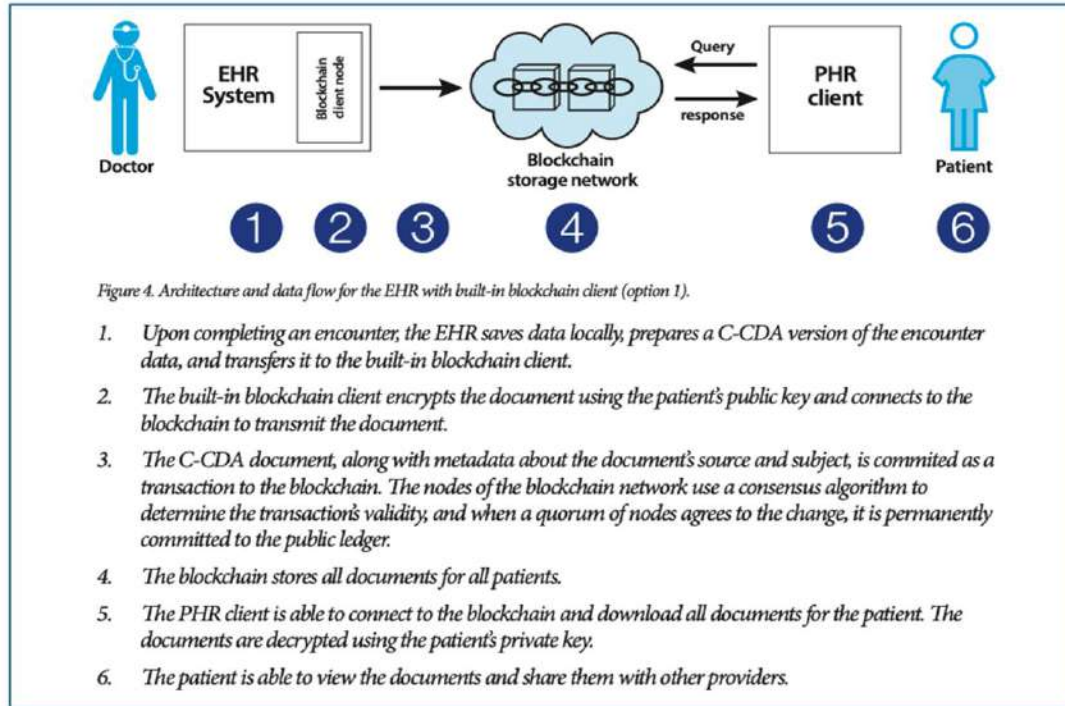 EHR
System
Blockchain
client node
Query
response
PHR
client
Doctor
Blockchain
storage network
Patient
1
2
3
4
5
6
Figure 4. Architecture and data flow for the EHR with built-in blockchain client (option 1).
1. Upon completing an encounter, the EHR saves data locally, prepares a C-CDA version of the encounter
data, and transfers it to the built-in blockchain client.
2. The built-in blockchain client encrypts the document using the patient's public key and connects to the
blockchain to transmit the document.
3. The C-CDA document, along with metadata about the document's source and subject, is commited as a
transaction to the blockchain. The nodes of the blockchain network use a consensus algorithm to
determine the transaction's validity, and when a quorum of nodes agrees to the change, it is permanently
committed to the public ledger.
4. The blockchain stores all documents for all patients.
5. The PHR client is able to connect to the blockchain and download all documents for the patient. The
documents are decrypted using the patient's private key.
6. The patient is able to view the documents and share them with other providers.